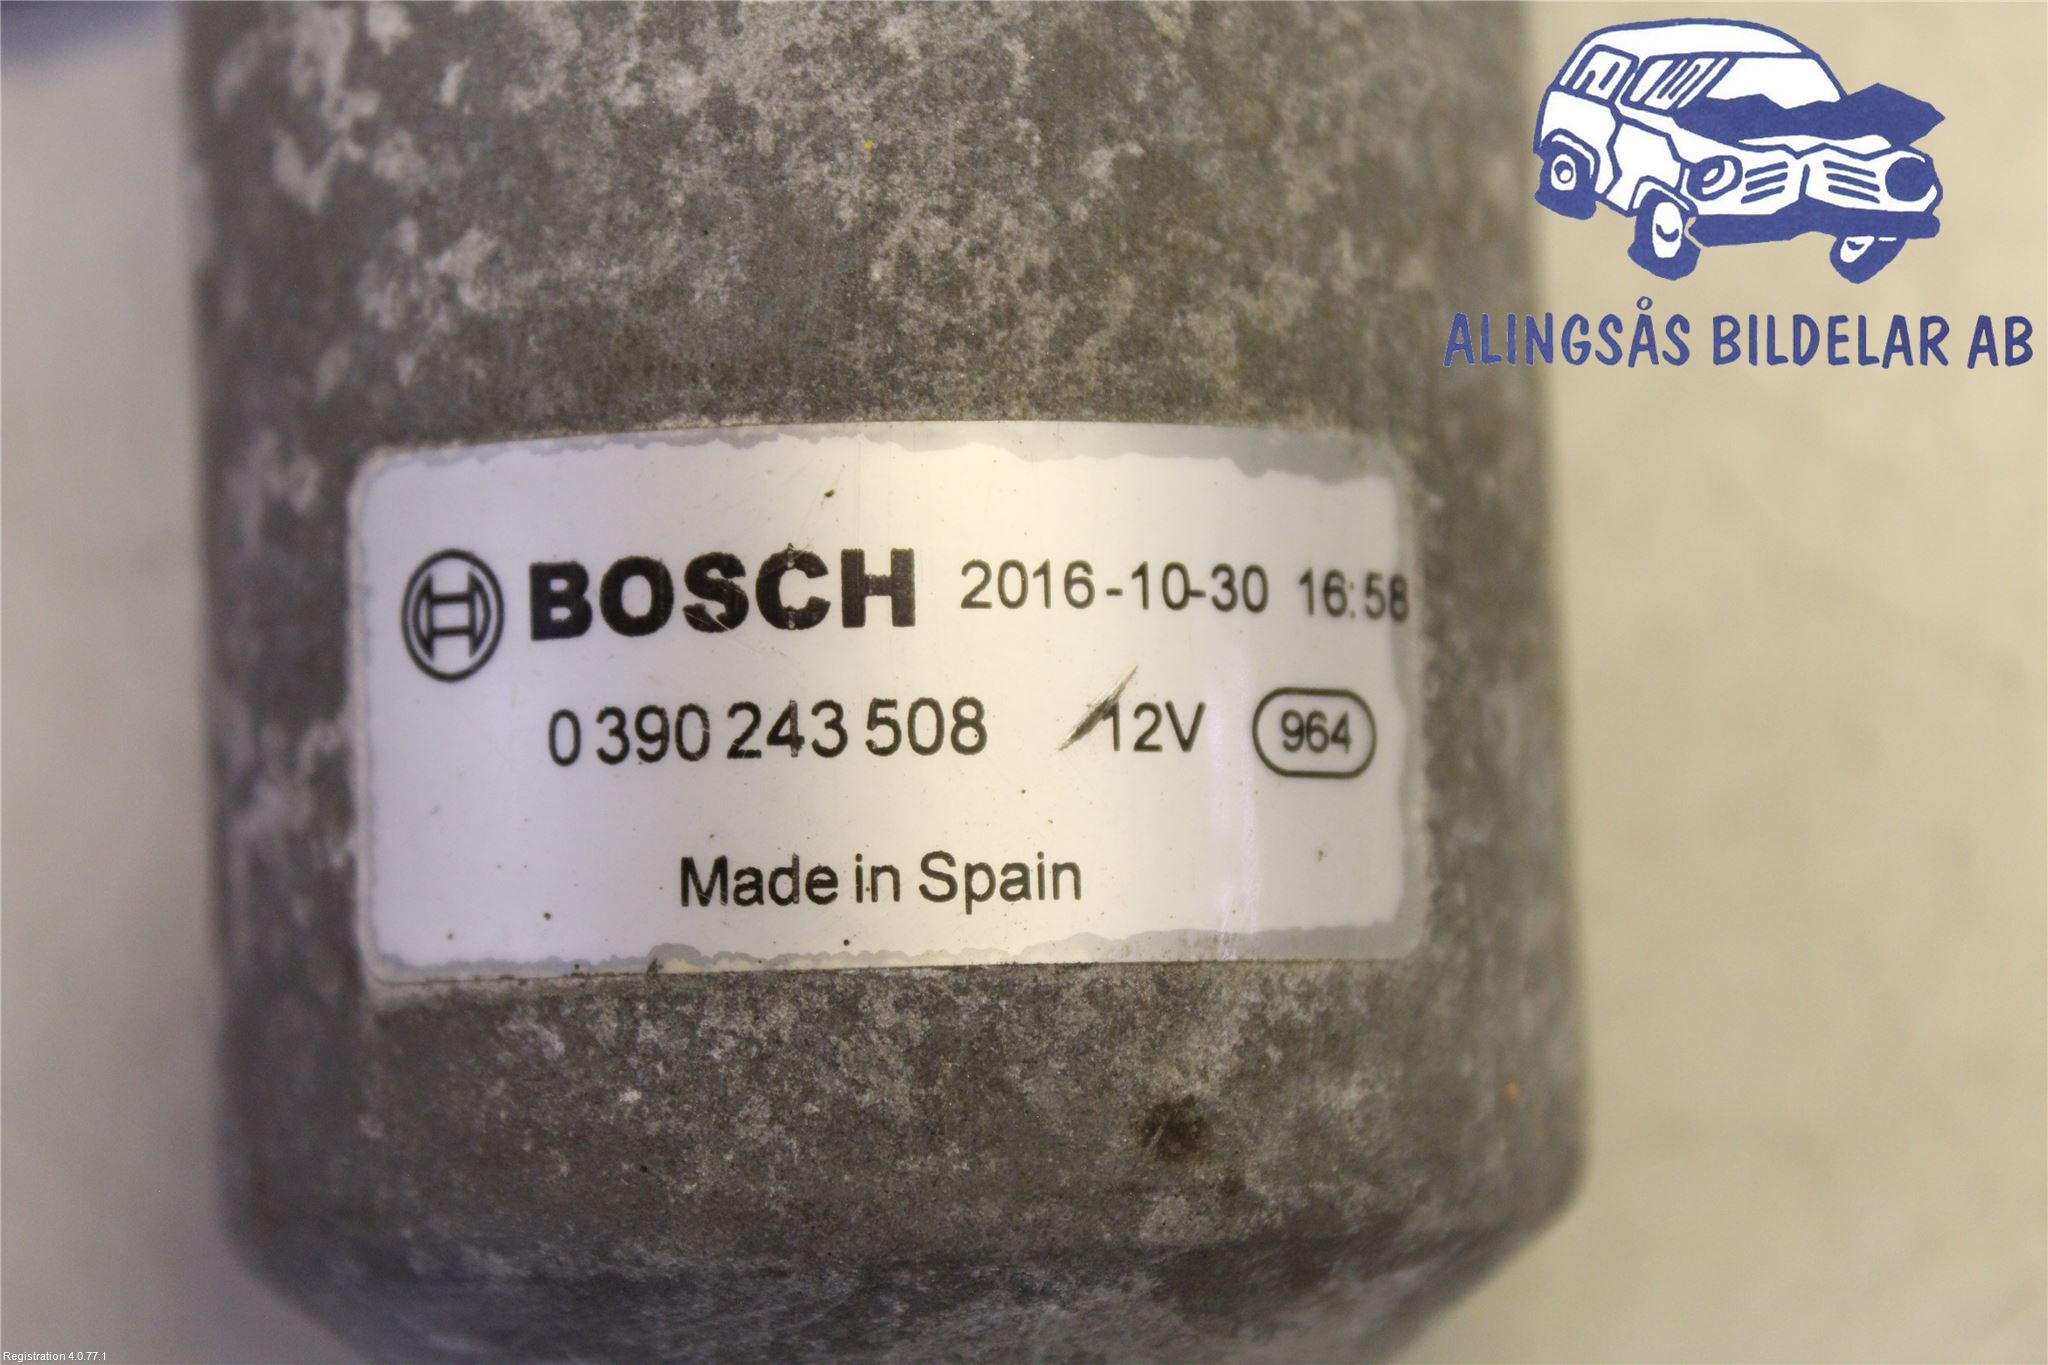 ALINGSÅS BILDELAR AB
BOSCH 2016-10-30 16:58
0 390 243 508 12V 964
Made in Spain
Registration 4.0.77.1